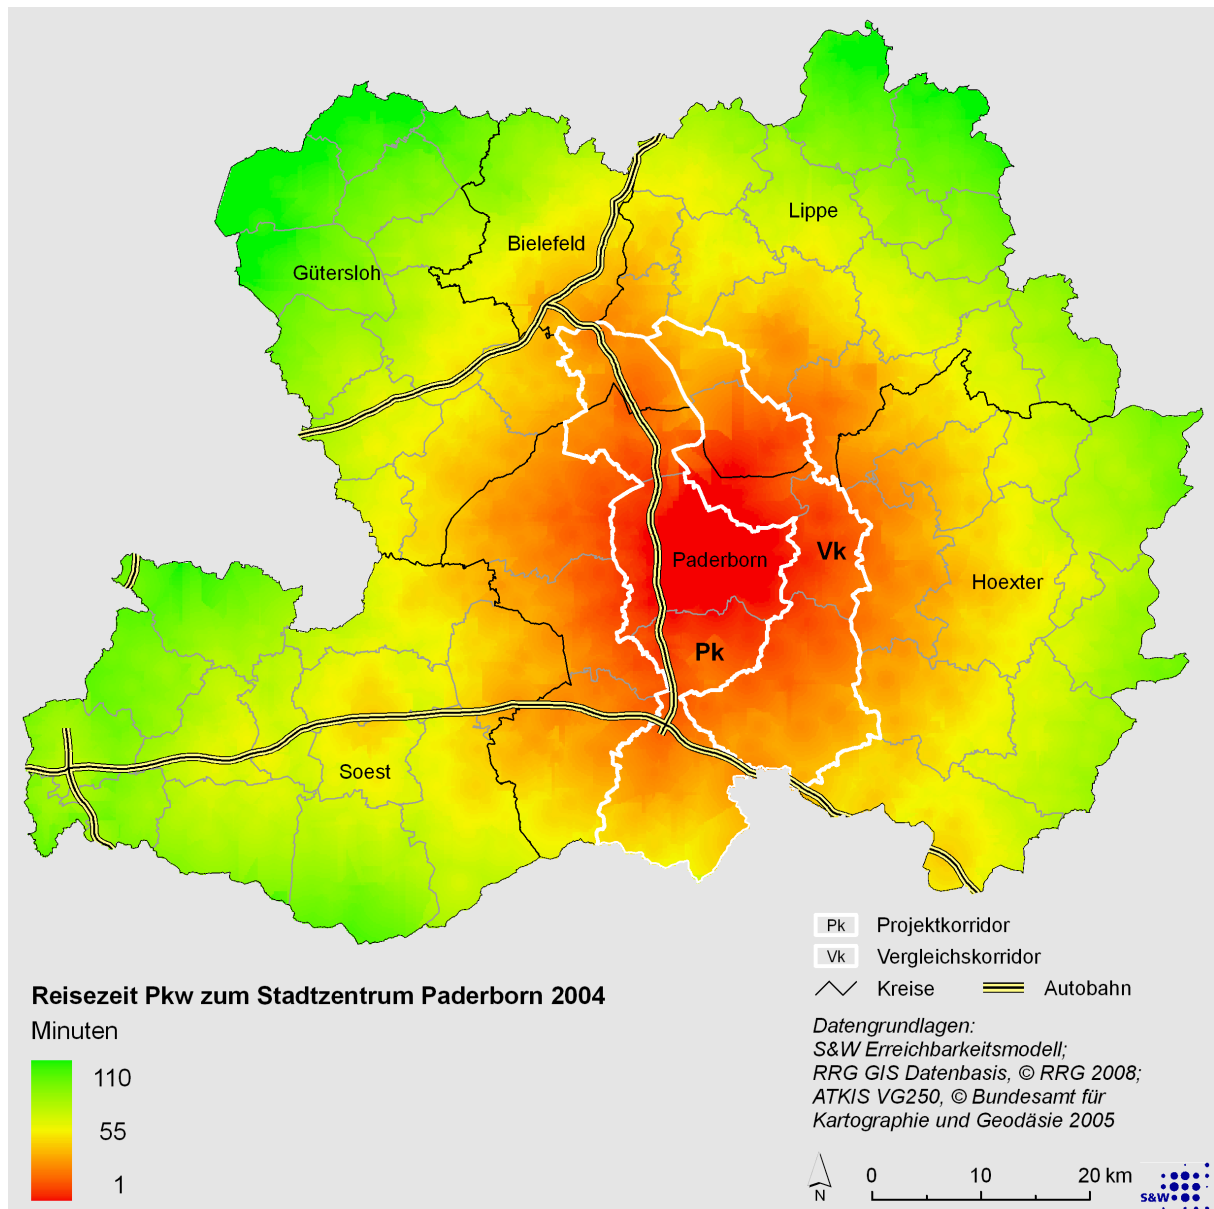 Lippe
Bielefeld
Gütersloh
Paderborn
Vk
Hoexter
Pk
Soest
Pk Projektkorridor
Vk Vergleichskorridor
Kreise Autobahn
Reisezeit Pkw zum Stadtzentrum Paderborn 2004
Minuten
110
55
1
Datengrundlagen:
S&W Erreichbarkeitsmodell;
RRG GIS Datenbasis, © RRG 2008;
ATKIS VG250, © Bundesamt für
Kartographie und Geodäsie 2005
N
0 10 20 km
S&W